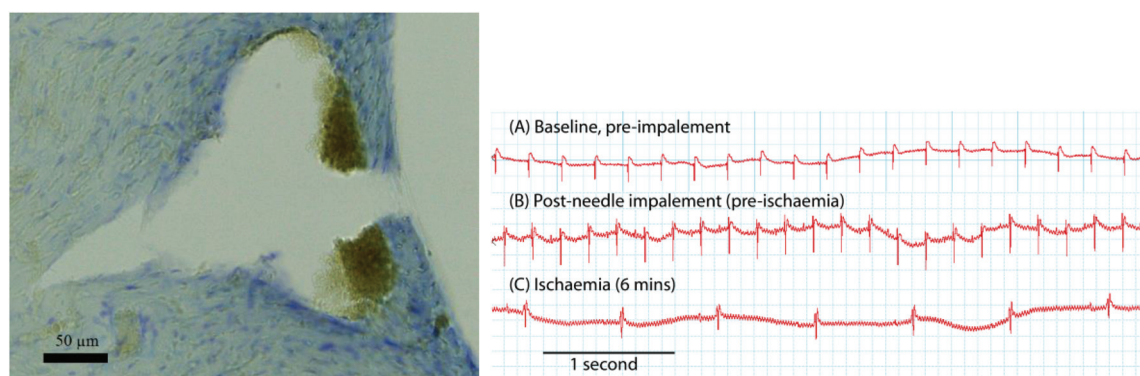 50 µm
(A) Baseline, pre-impalement
(B) Post-needle impalement (pre-ischaemia)
(C) Ischaemia (6 mins)
1 second